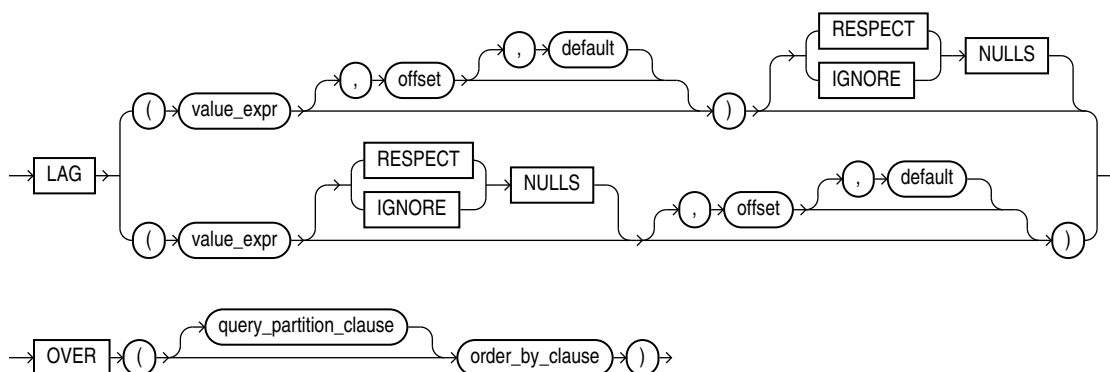 RESPECT
, default
, offset NULLS
IGNORE
( value_expr )
RESPECT
LAG NULLS , default
IGNORE , offset
( value_expr )
query_partition_clause
OVER ( order_by_clause )